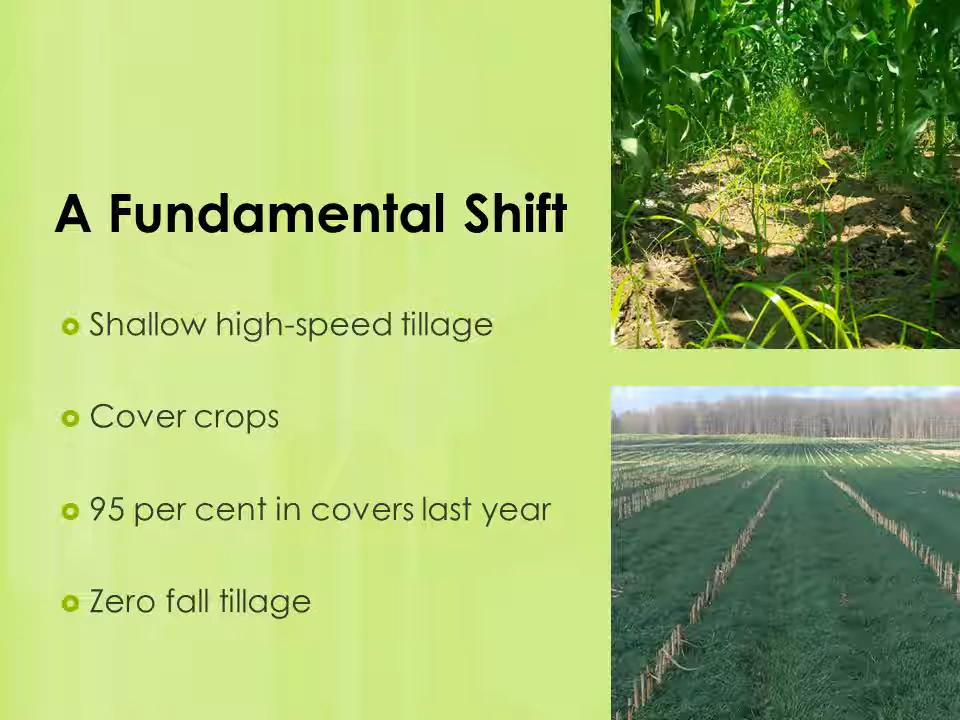 A Fundamental Shift
Shallow high-speed tillage
Cover crops
95 per cent in covers last year
Zero fall tillage